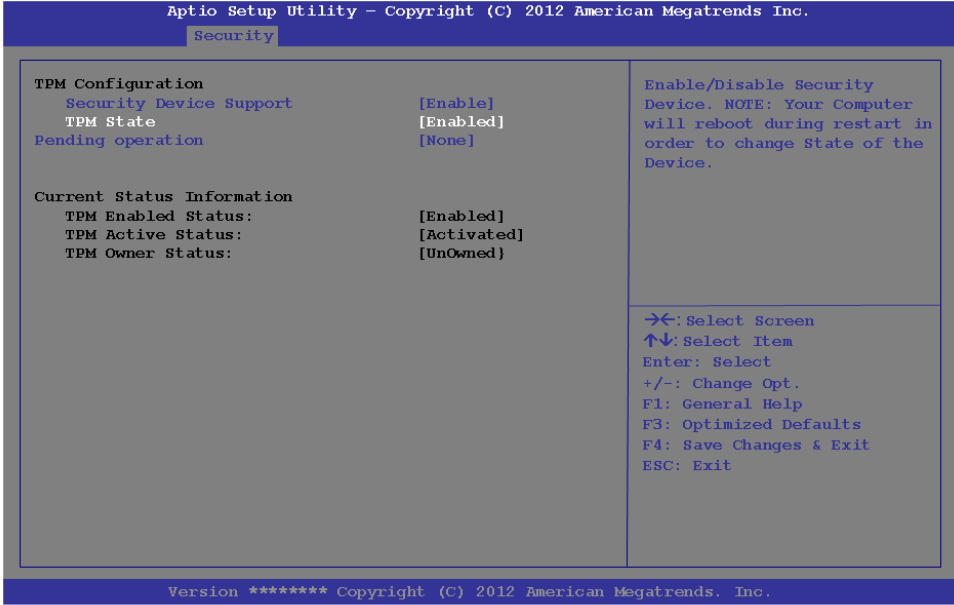 Aptio Setup Utility – Copyright (C) 2012 American Megatrends Inc.
Security
TPM Configuration
Security Device Support [Enable]
TPM State [Enabled]
Pending operation [None]
Current Status Information
TPM Enabled Status: [Enabled]
TPM Active Status: [Activated]
TPM Owner Status: [UnOwned}
Enable/Disable Security
Device. NOTE: Your Computer
will reboot during restart in
order to change State of the
Device.
→←:Select Screen
↑↓:Select Item
Enter: Select
+/-: Change Opt.
F1: General Help
F3: Optimized Defaults
F4: Save Changes & Exit
ESC: Exit
Version ******** Copyright (C) 2012 American Megatrends. Inc.